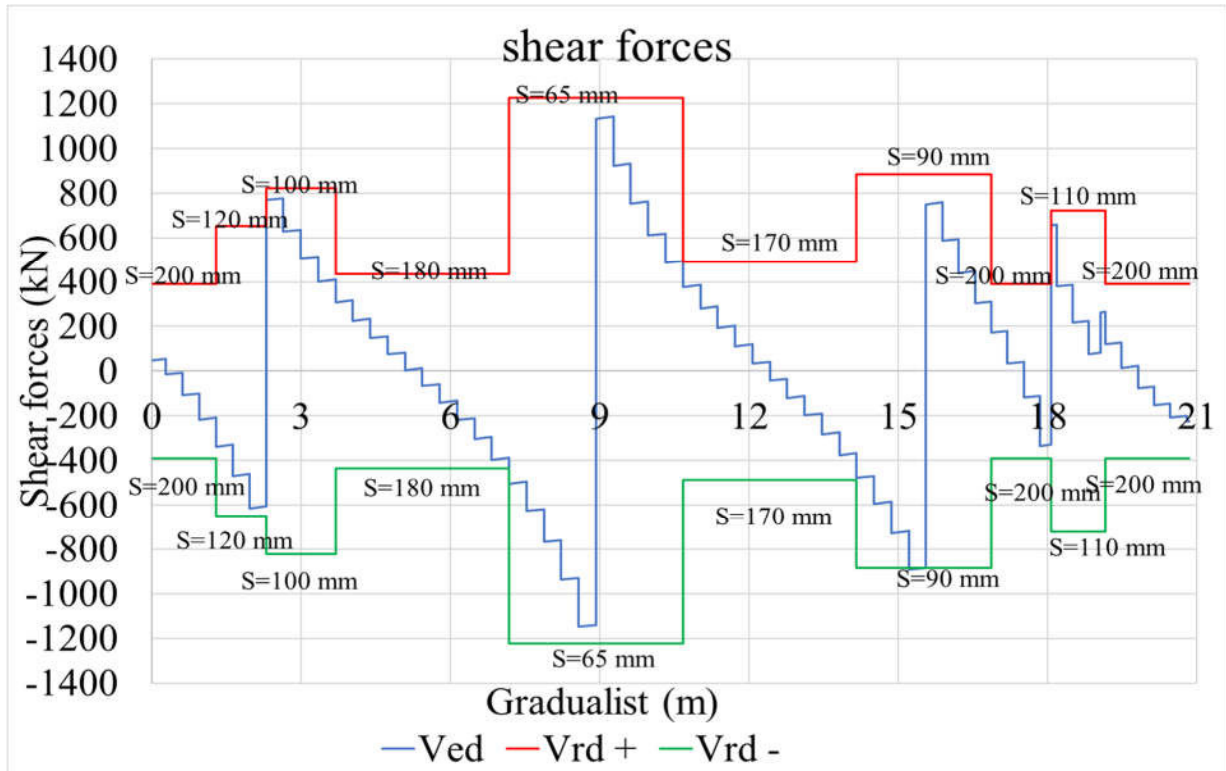 shear forces
1400
1200
1000
800
600
400
200
0
-200
-400
-600
-800
-1000
-1200
-1400
Shear forces (kN)
S=65 mm
S=90 mm
S=100 mm
S=110 mm
S=120 mm
S=200 mm
S=180 mm
S=170 mm
S=200 mm
S=200 mm
0 3 6 9 12 15 18 21
S=200 mm
S=180 mm
S=170 mm
S=200 mm
S=200 mm
S=120 mm
S=110 mm
S=100 mm
S=90 mm
S=65 mm
Gradualist (m)
Ved Vrd + Vrd -